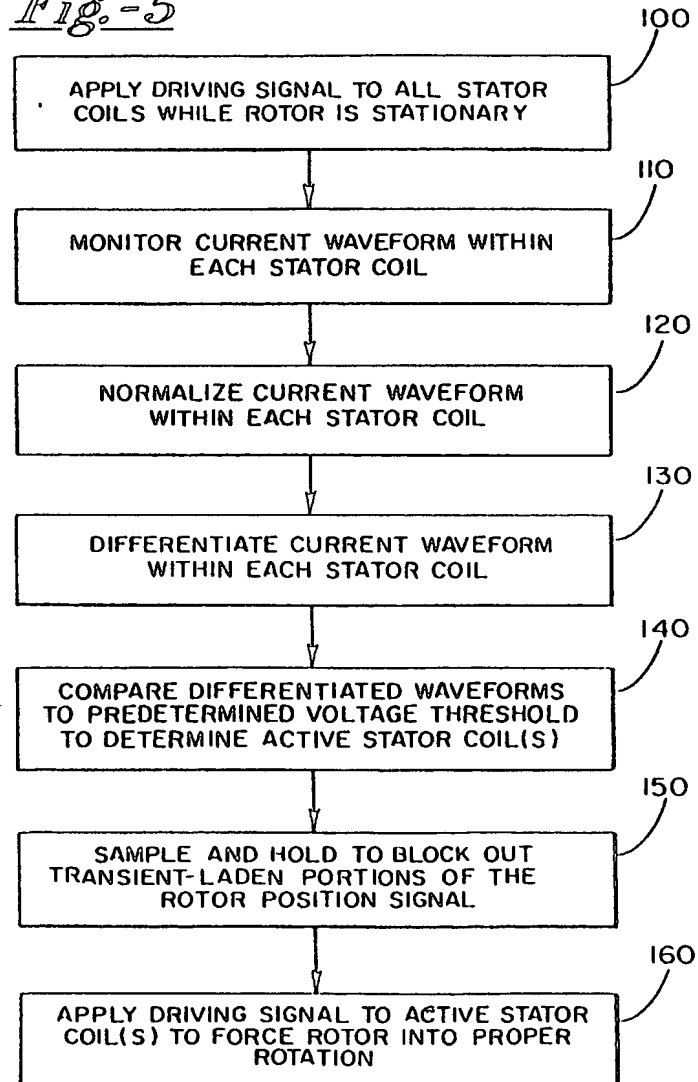 Fig.-5
100
APPLY DRIVING SIGNAL TO ALL STATOR
COILS WHILE ROTOR IS STATIONARY
110
MONITOR CURRENT WAVEFORM WITHIN
EACH STATOR COIL
120
NORMALIZE CURRENT WAVEFORM
WITHIN EACH STATOR COIL
130
DIFFERENTIATE CURRENT WAVEFORM
WITHIN EACH STATOR COIL
140
COMPARE DIFFERENTIATED WAVEFORMS
TO PREDETERMINED VOLTAGE THRESHOLD
TO DETERMINE ACTIVE STATOR COIL(S)
150
SAMPLE AND HOLD TO BLOCK OUT
TRANSIENT-LADEN PORTIONS OF THE
ROTOR POSITION SIGNAL
160
APPLY DRIVING SIGNAL TO ACTIVE STATOR
COIL(S) TO FORCE ROTOR INTO PROPER
ROTATION